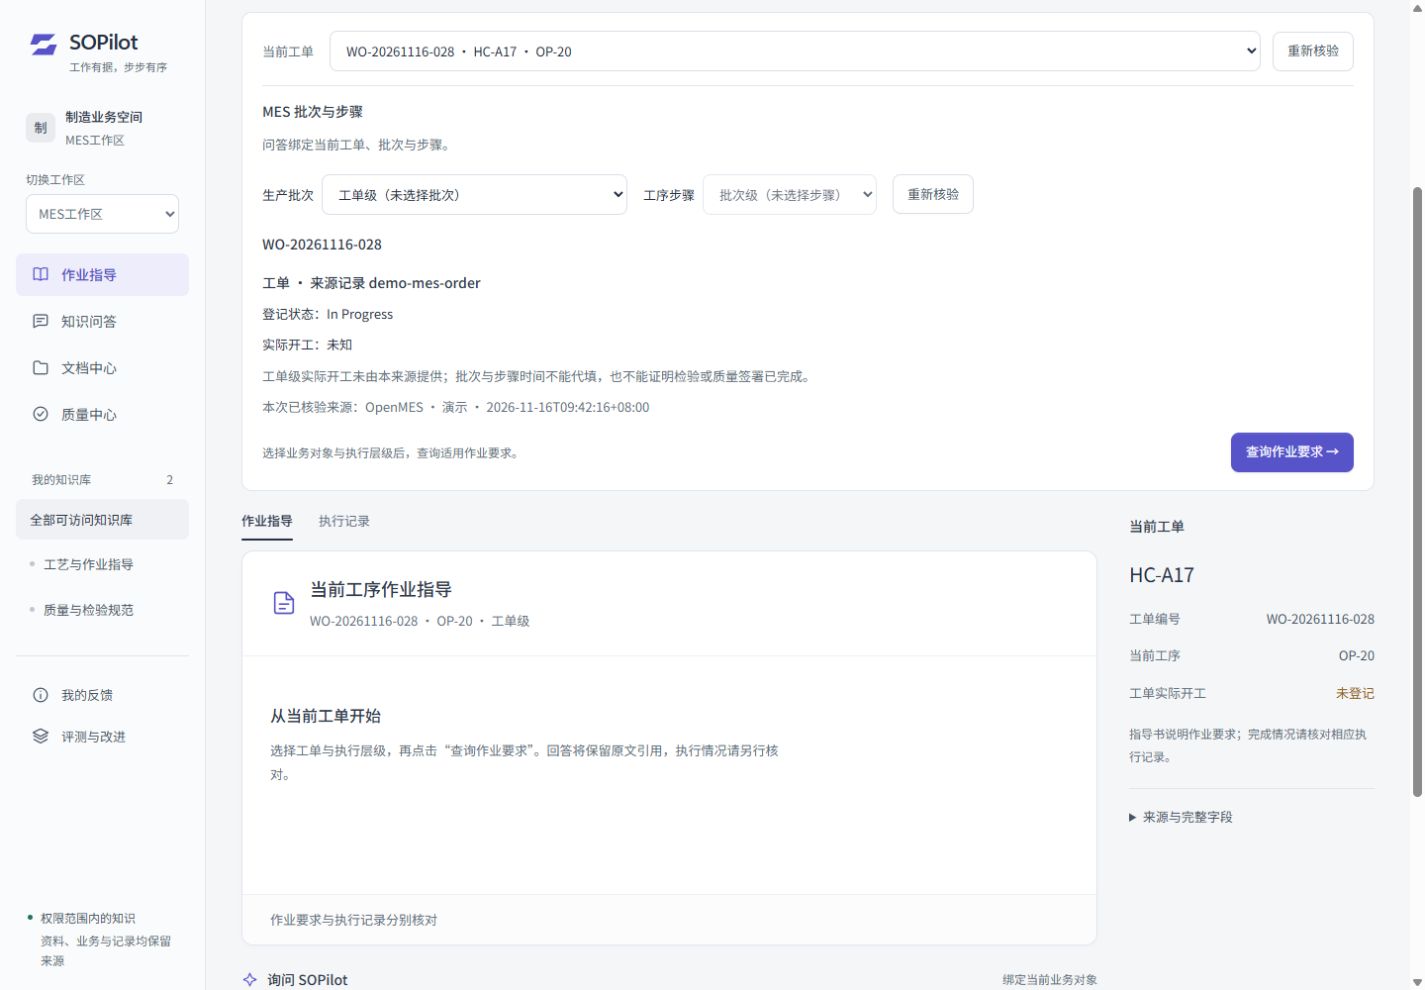 SOPilot
工作有据，步步有序
制
制造业务空间
MES工作区
切换工作区
MES工作区
作业指导
知识问答
文档中心
质量中心
我的知识库 2
全部可访问知识库
工艺与作业指导
质量与检验规范
我的反馈
评测与改进
权限范围内的知识
资料、业务与记录均保留
来源
当前工单 WO-20261116-028 · HC-A17 · OP-20 重新核验
MES 批次与步骤
问答绑定当前工单、批次与步骤。
生产批次 工单级（未选择批次） 工序步骤 批次级（未选择步骤） 重新核验
WO-20261116-028
工单 · 来源记录 demo-mes-order
登记状态：In Progress
实际开工：未知
工单级实际开工未由本来源提供；批次与步骤时间不能代填，也不能证明检验或质量签署已完成。
本次已核验来源：OpenMES · 演示 · 2026-11-16T09:42:16+08:00
选择业务对象与执行层级后，查询适用作业要求。
查询作业要求→
作业指导 执行记录
当前工序作业指导
WO-20261116-028 · OP-20 · 工单级
从当前工单开始
选择工单与执行层级，再点击“查询作业要求”。回答将保留原文引用，执行情况请另行核
对。
作业要求与执行记录分别核对
询问 SOPilot
绑定当前业务对象
当前工单
HC-A17
工单编号 WO-20261116-028
当前工序 OP-20
工单实际开工 未登记
指导书说明作业要求；完成情况请核对相应执
行记录。
▶ 来源与完整字段